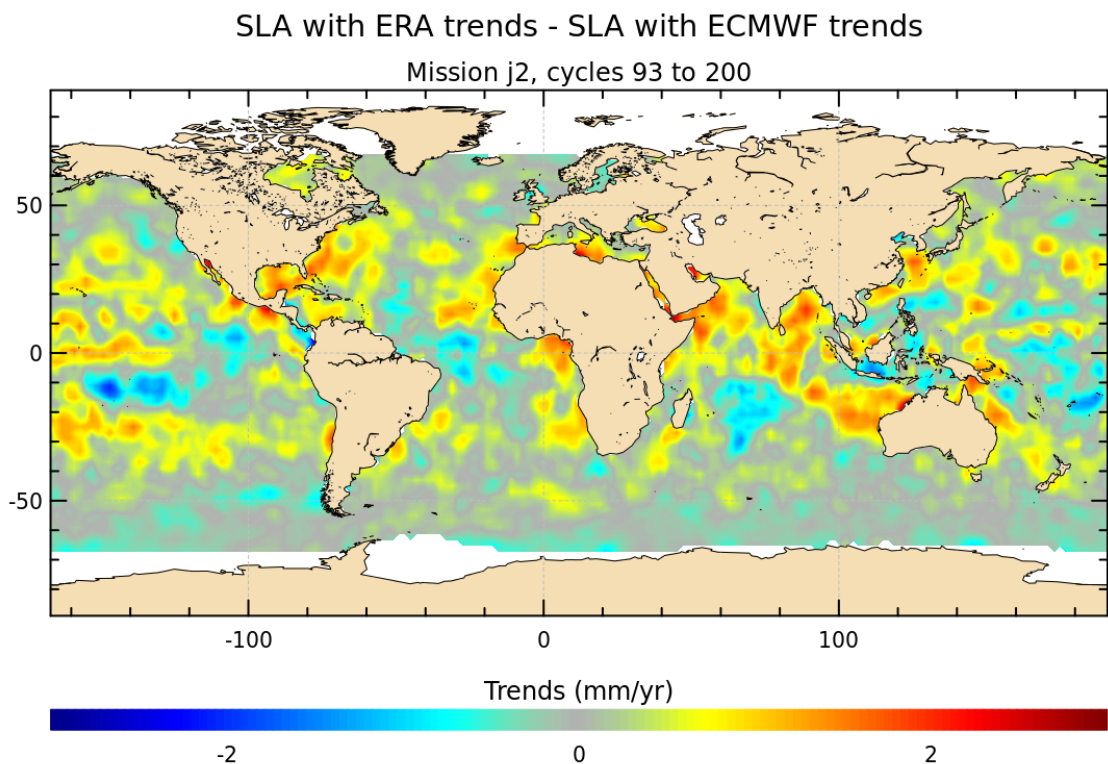 SLA with ERA trends - SLA with ECMWF trends
Mission j2, cycles 93 to 200
50
0
-50
-100 0 100
Trends (mm/yr)
-2 0 2